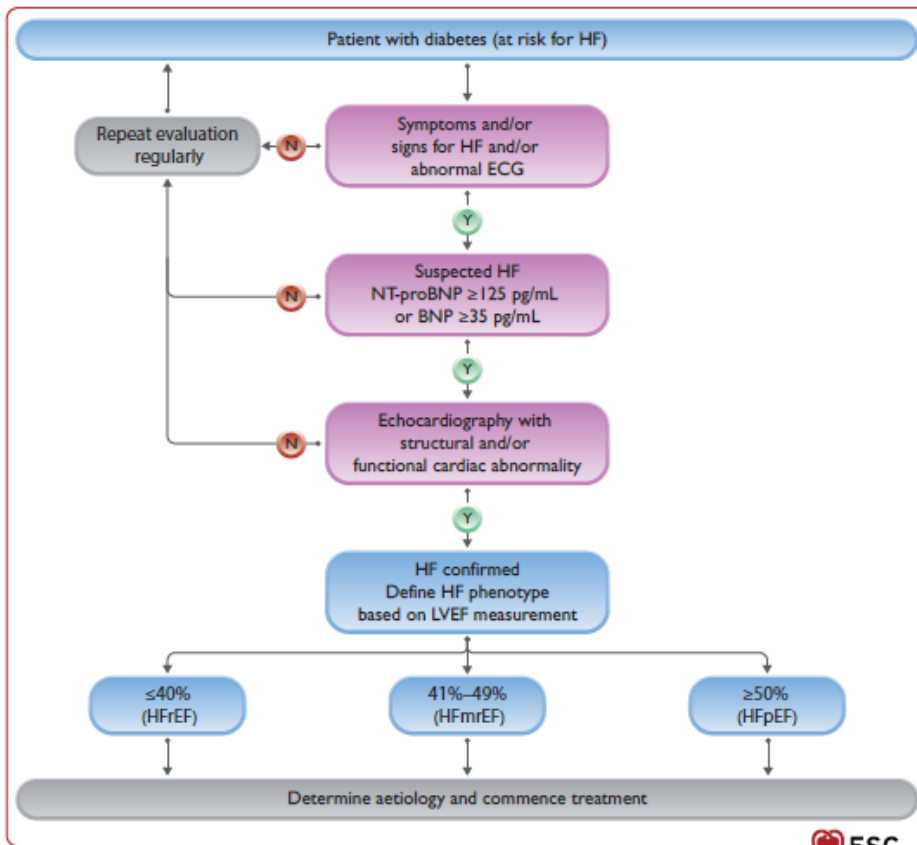 Patient with diabetes (at risk for HF)
Repeat evaluation
regularly
N
Symptoms and/or
signs for HF and/or
abnormal ECG
Y
N
Suspected HF
NT-proBNP ≥125 pg/mL
or BNP ≥35 pg/mL
Y
N
Echocardiography with
structural and/or
functional cardiac abnormality
Y
HF confirmed
Define HF phenotype
based on LVEF measurement
≤40%
(HFrEF)
41%–49%
(HFmrEF)
≥50%
(HFpEF)
Determine aetiology and commence treatment
ESC